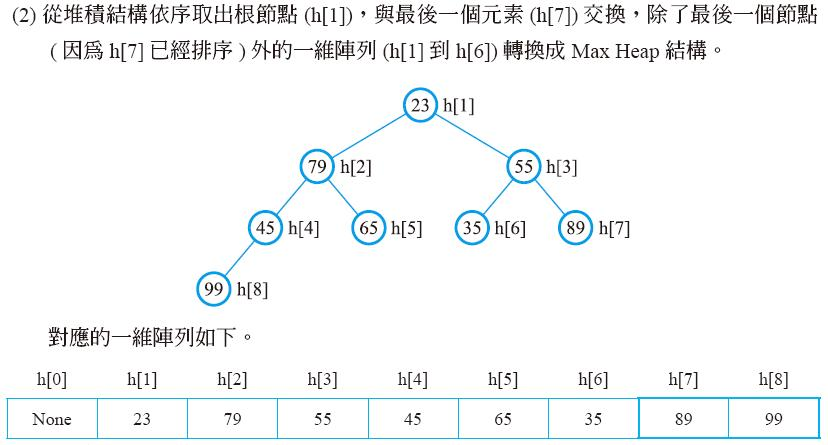 (2) 從堆積結構依序取出根節點 (h[1])，與最後一個元素 (h[7]) 交換，除了最後一個節點
( 因爲 h[7] 已經排序 ) 外的一維陣列 (h[1] 到 h[6]) 轉換成 Max Heap 結構。
23 h[1]
79 h[2] 55 h[3]
45 h[4] 65 h[5] 35 h[6] 89 h[7]
99 h[8]
對應的一維陣列如下。
h[0] h[1] h[2] h[3] h[4] h[5] h[6] h[7] h[8]
None 23 79 55 45 65 35 89 99